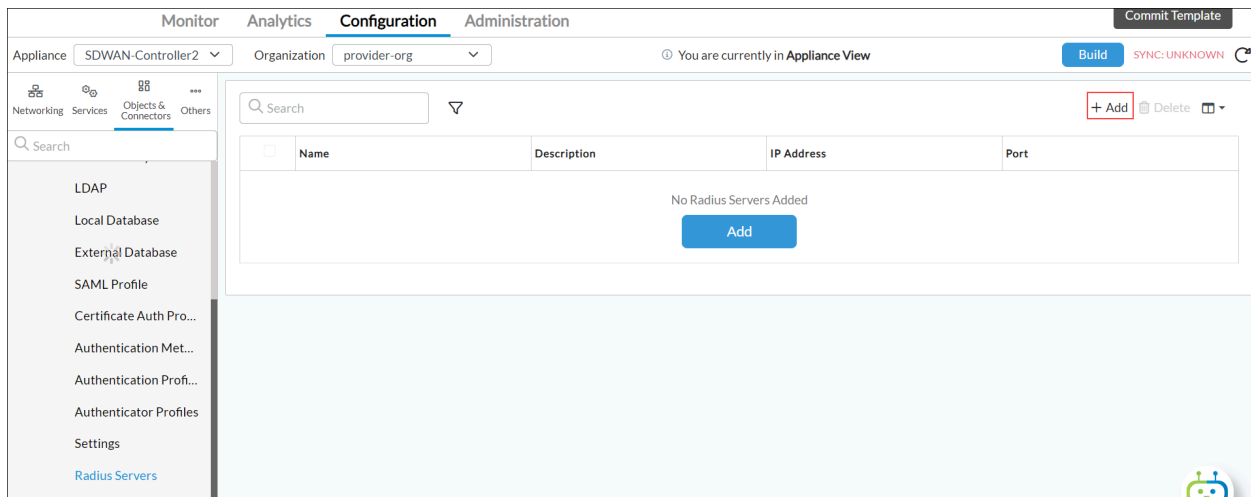 Monitor Analytics Configuration Administration Commit Template
Appliance SDWAN-Controller2 Organization provider-org You are currently in Appliance View Build SYNC: UNKNOWN
Networking Services Objects & Connectors Others
Search
LDAP
Local Database
External Database
SAML Profile
Certificate Auth Pro...
Authentication Met...
Authentication Profi...
Authenticator Profiles
Settings
Radius Servers
Search + Add Delete
Name Description IP Address Port
No Radius Servers Added
Add